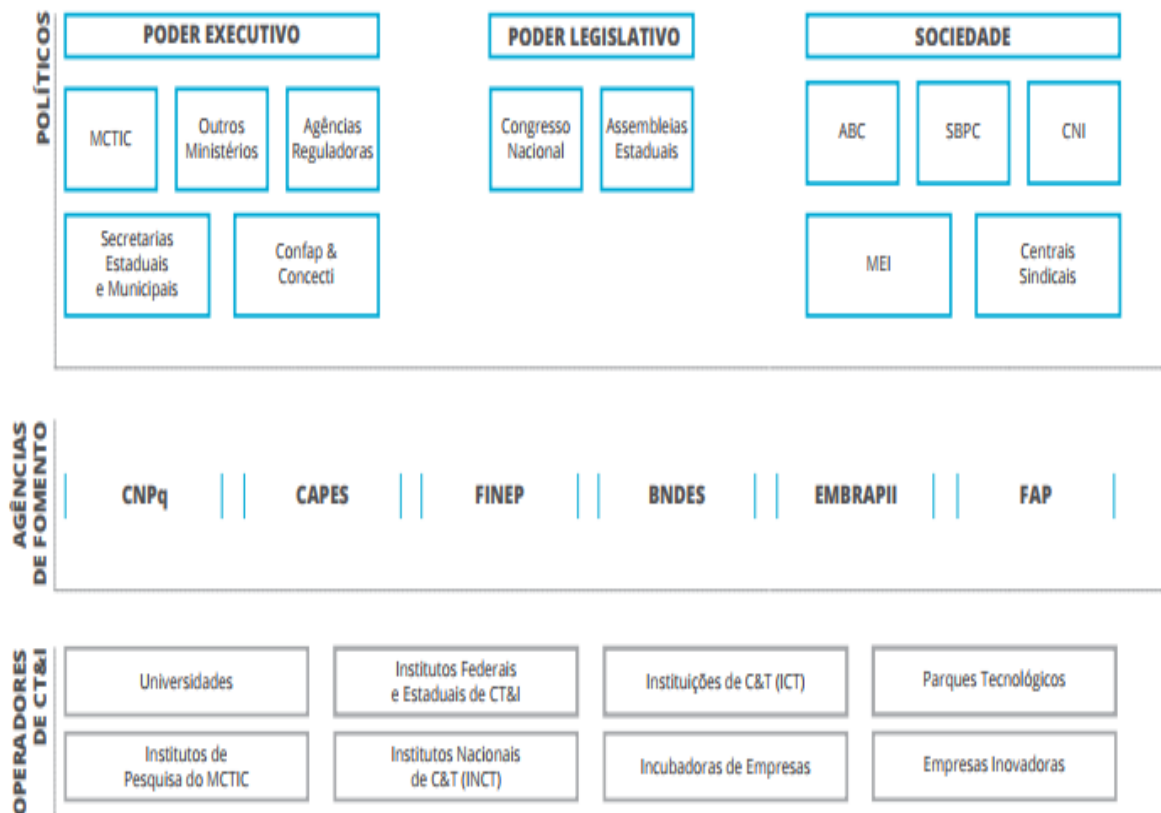 POLÍTICOS
PODER EXECUTIVO
PODER LEGISLATIVO
SOCIEDADE
MCTIC
Outros
Ministérios
Agências
Reguladoras
Congresso
Nacional
Assembleias
Estaduais
ABC
SBPC
CNI
Secretarias
Estaduais
e Municipais
Confap &
Concecti
MEI
Centrais
Sindicais
AGÊNCIAS
DE FOMENTO
CNPq
CAPES
FINEP
BNDES
EMBRAPII
FAP
OPERADORES
DE CT&I
Universidades
Institutos Federais
e Estaduais de CT&I
Instituições de C&T (ICT)
Parques Tecnológicos
Institutos de
Pesquisa do MCTIC
Institutos Nacionais
de C&T (INCT)
Incubadoras de Empresas
Empresas Inovadoras